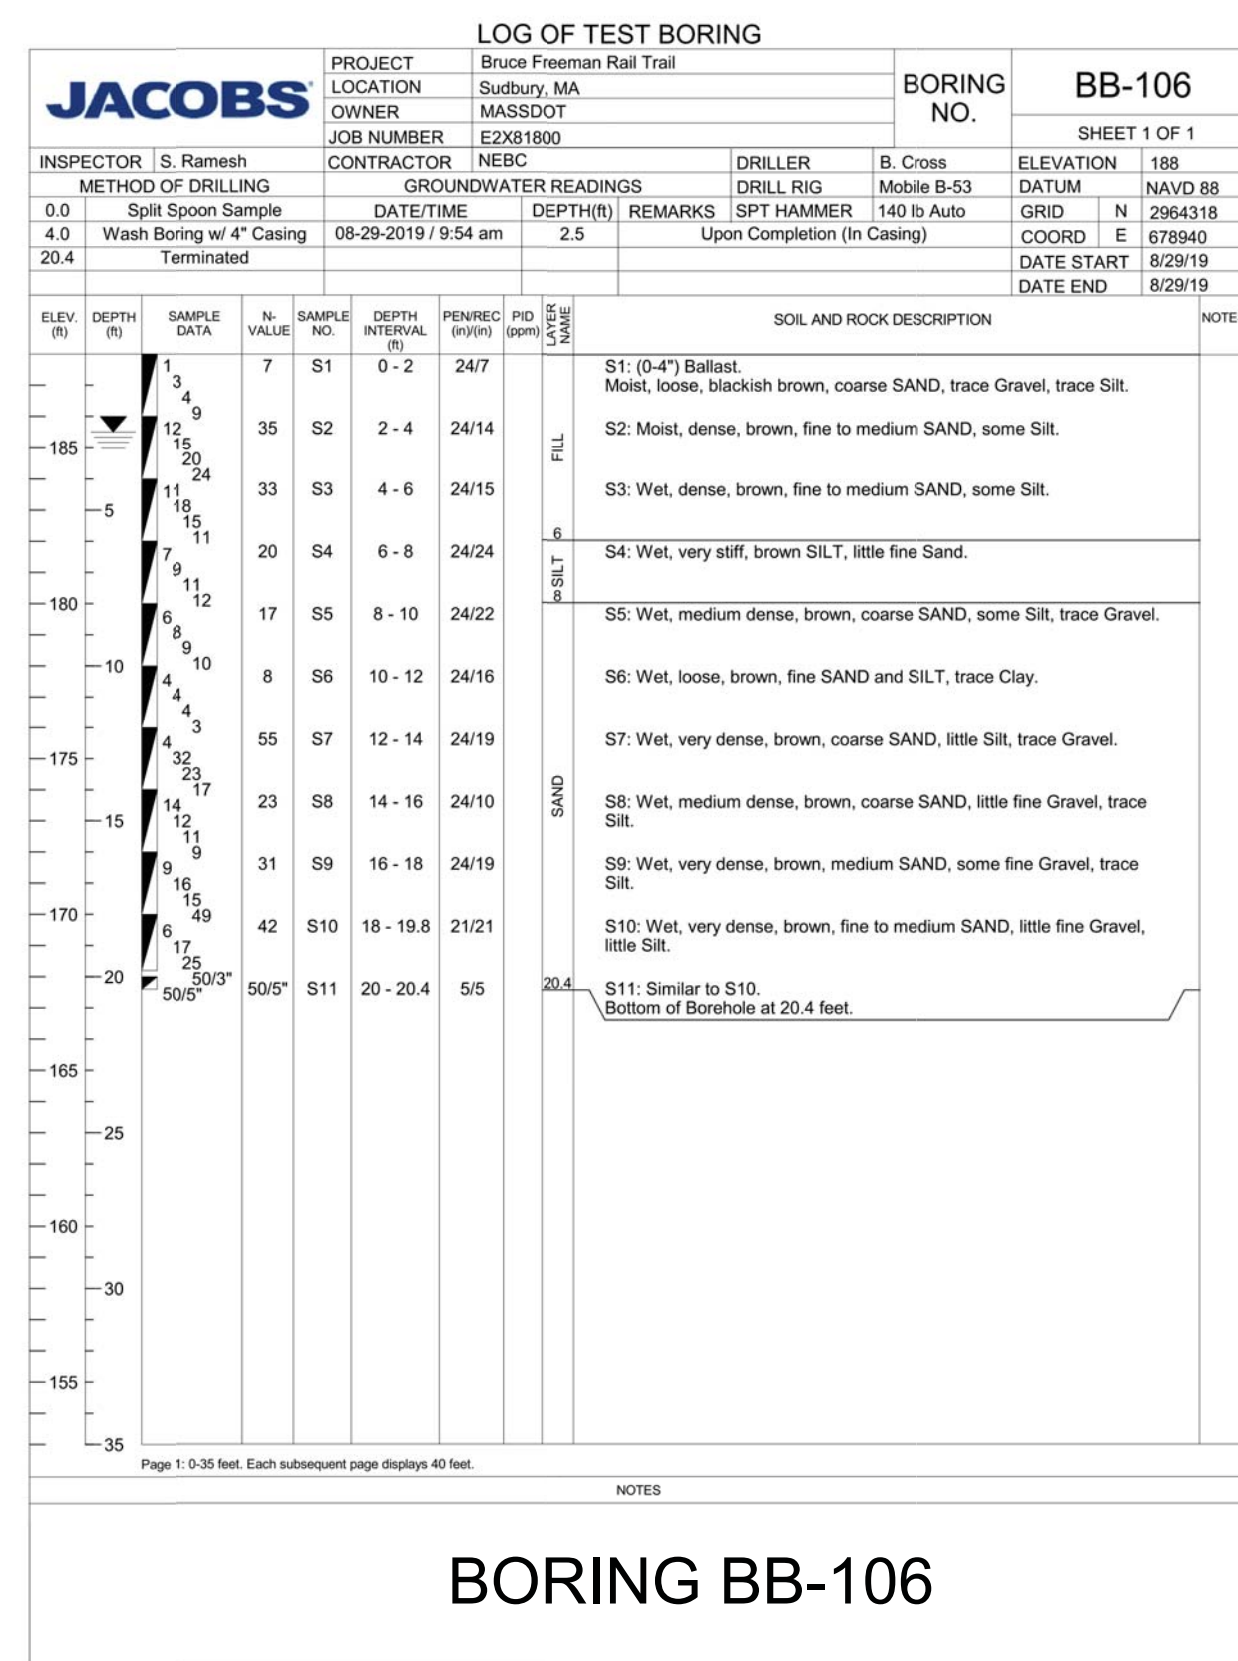 LOG OF TEST BORING
JACOBS
PROJECT Bruce Freeman Rail Trail
LOCATION Sudbury, MA
OWNER MASSDOT
JOB NUMBER E2X81800
BORING NO.
BB-106
SHEET 1 OF 1
INSPECTOR S. Ramesh CONTRACTOR NEBC DRILLER B. Cross ELEVATION 188
METHOD OF DRILLING GROUNDWATER READINGS DRILL RIG Mobile B-53 DATUM NAVD 88
0.0 Split Spoon Sample DATE/TIME DEPTH(ft) REMARKS SPT HAMMER 140 lb Auto GRID N 2964318
4.0 Wash Boring w/ 4" Casing 08-29-2019 / 9:54 am 2.5 Upon Completion (In Casing) COORD E 678940
20.4 Terminated DATE START 8/29/19
DATE END 8/29/19
ELEV. (ft) DEPTH (ft) SAMPLE DATA N-VALUE SAMPLE NO. DEPTH INTERVAL (ft) PEN/REC (in)/(in) PID (ppm) LAYER NAME SOIL AND ROCK DESCRIPTION NOTE
1 3 4 9 7 S1 0 - 2 24/7 S1: (0-4") Ballast.
Moist, loose, blackish brown, coarse SAND, trace Gravel, trace Silt.
12 15 20 24 35 S2 2 - 4 24/14 S2: Moist, dense, brown, fine to medium SAND, some Silt.
185
FILL
11 18 15 11 33 S3 4 - 6 24/15 S3: Wet, dense, brown, fine to medium SAND, some Silt.
5
6
7 9 11 12 20 S4 6 - 8 24/24 S4: Wet, very stiff, brown SILT, little fine Sand.
SILT
8
180
6 8 9 10 17 S5 8 - 10 24/22 S5: Wet, medium dense, brown, coarse SAND, some Silt, trace Gravel.
10
4 4 4 3 8 S6 10 - 12 24/16 S6: Wet, loose, brown, fine SAND and SILT, trace Clay.
4 32 23 17 55 S7 12 - 14 24/19 S7: Wet, very dense, brown, coarse SAND, little Silt, trace Gravel.
175
SAND
14 12 11 9 23 S8 14 - 16 24/10 S8: Wet, medium dense, brown, coarse SAND, little fine Gravel, trace
Silt.
15
9 16 15 49 31 S9 16 - 18 24/19 S9: Wet, very dense, brown, medium SAND, some fine Gravel, trace
Silt.
170
6 17 25 50/3" 42 S10 18 - 19.8 21/21 S10: Wet, very dense, brown, fine to medium SAND, little fine Gravel,
little Silt.
20
50/5" 50/5" S11 20 - 20.4 5/5 20.4 S11: Similar to S10.
Bottom of Borehole at 20.4 feet.
165
25
160
30
155
35
Page 1: 0-35 feet. Each subsequent page displays 40 feet.
NOTES
BORING BB-106